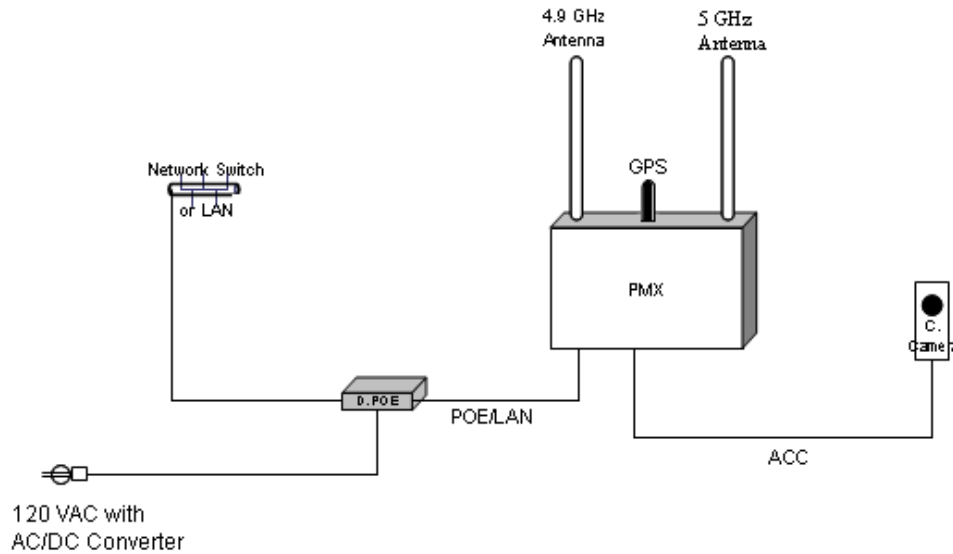 4.9 GHz
Antenna
5 GHz
Antenna
Network Switch
or LAN
GPS
PMX
C.
Camera
D.POE
POE/LAN
ACC
120 VAC with
AC/DC Converter